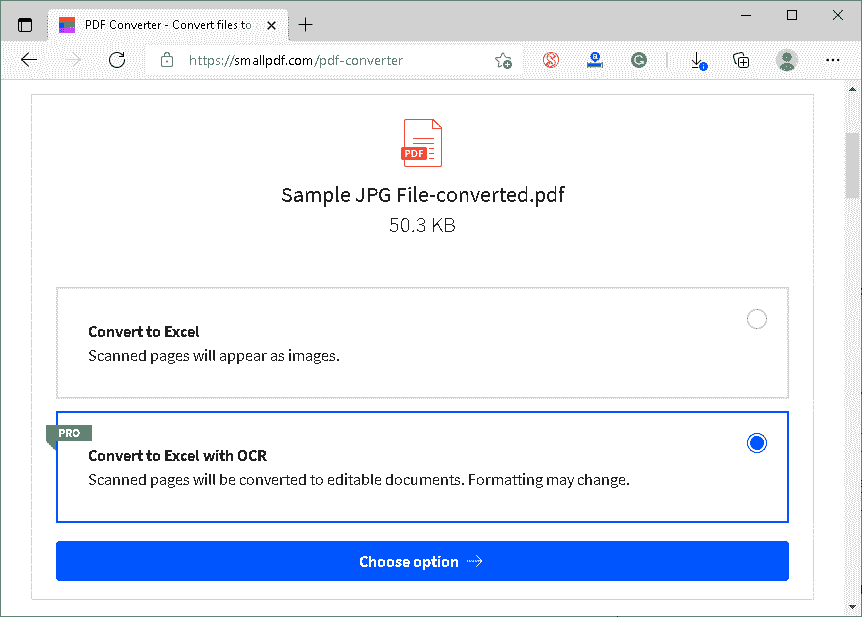 PDF Converter - Convert files to
https://smallpdf.com/pdf-converter
PDF
Sample JPG File-converted.pdf
50.3 KB
Convert to Excel
Scanned pages will appear as images.
PRO
Convert to Excel with OCR
Scanned pages will be converted to editable documents. Formatting may change.
Choose option